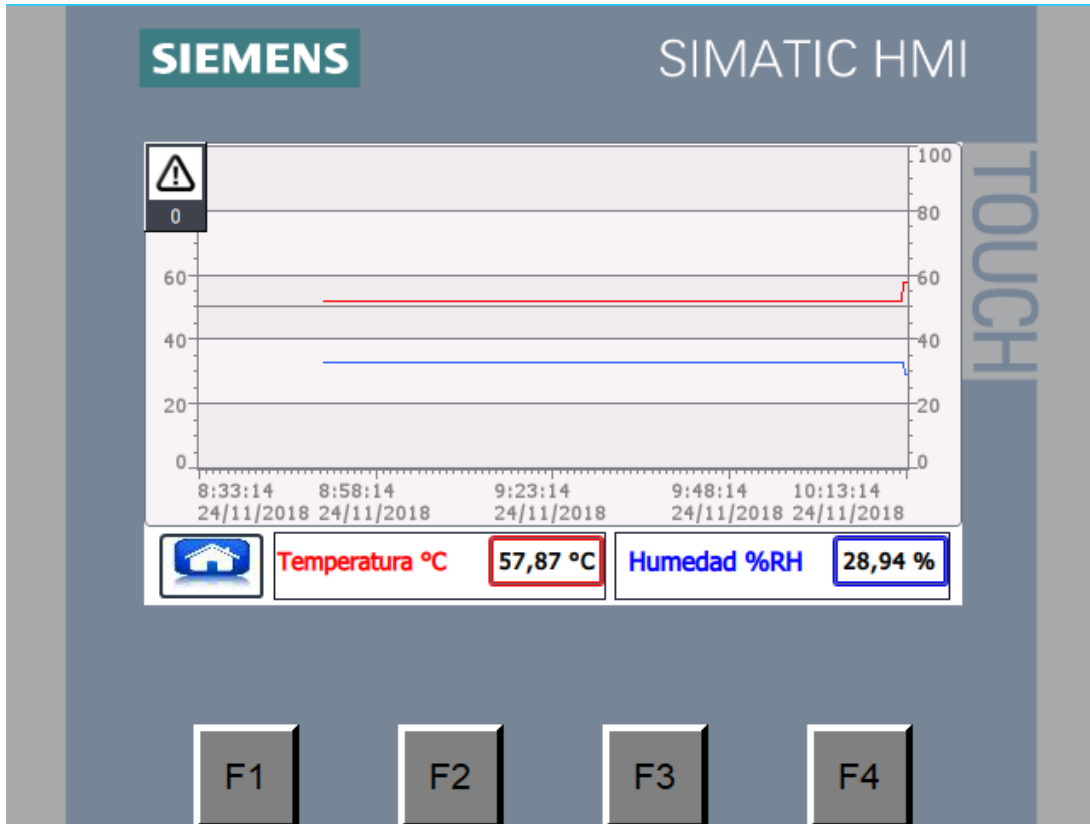 SIEMENS
SIMATIC HMI
TOUCH
0
100
80
60
60
40
40
20
20
0
0
8:33:14 8:58:14 9:23:14 9:48:14 10:13:14
24/11/2018 24/11/2018 24/11/2018 24/11/2018 24/11/2018
Temperatura °C 57,87 °C Humedad %RH 28,94 %
F1 F2 F3 F4